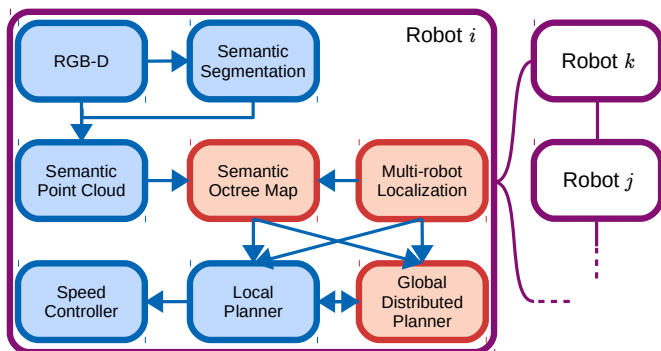 Robot i
RGB-D
Semantic
Segmentation
Robot k
Semantic
Point Cloud
Semantic
Octree Map
Multi-robot
Localization
Robot j
Speed
Controller
Local
Planner
Global
Distributed
Planner